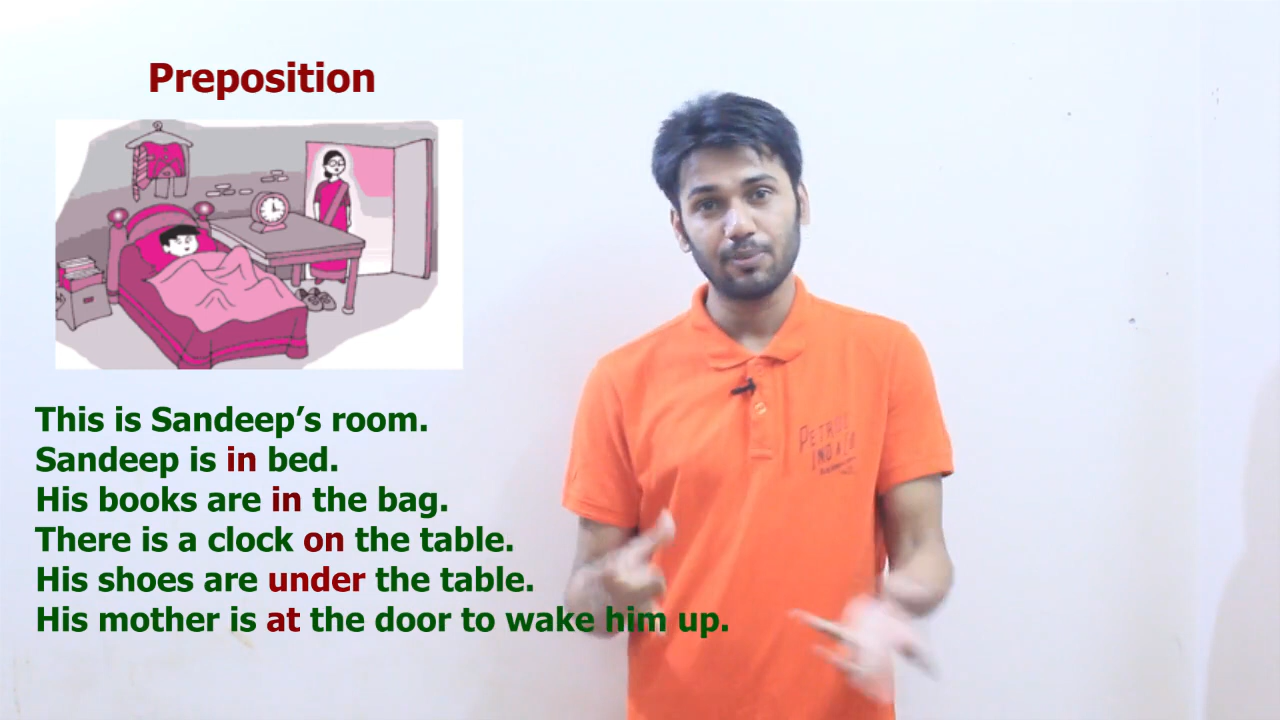 Preposition
This is Sandeep’s room.
Sandeep is in bed.
His books are in the bag.
There is a clock on the table.
His shoes are under the table.
His mother is at the door to wake him up.